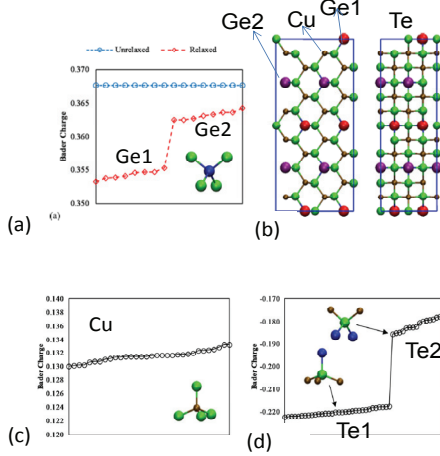 Ge1
Ge2
Cu
Te
Unrelaxed
Relaxed
0.370
0.365
0.360
0.355
0.350
Bader Charge
Ge1
Ge2
(a)
(a)
(b)
0.140
0.138
0.136
0.134
0.132
0.130
0.128
0.126
0.124
0.122
0.120
Bader Charge
Cu
(c)
-0.170
-0.180
-0.190
-0.200
-0.210
-0.220
Bader Charge
Te2
Te1
(d)